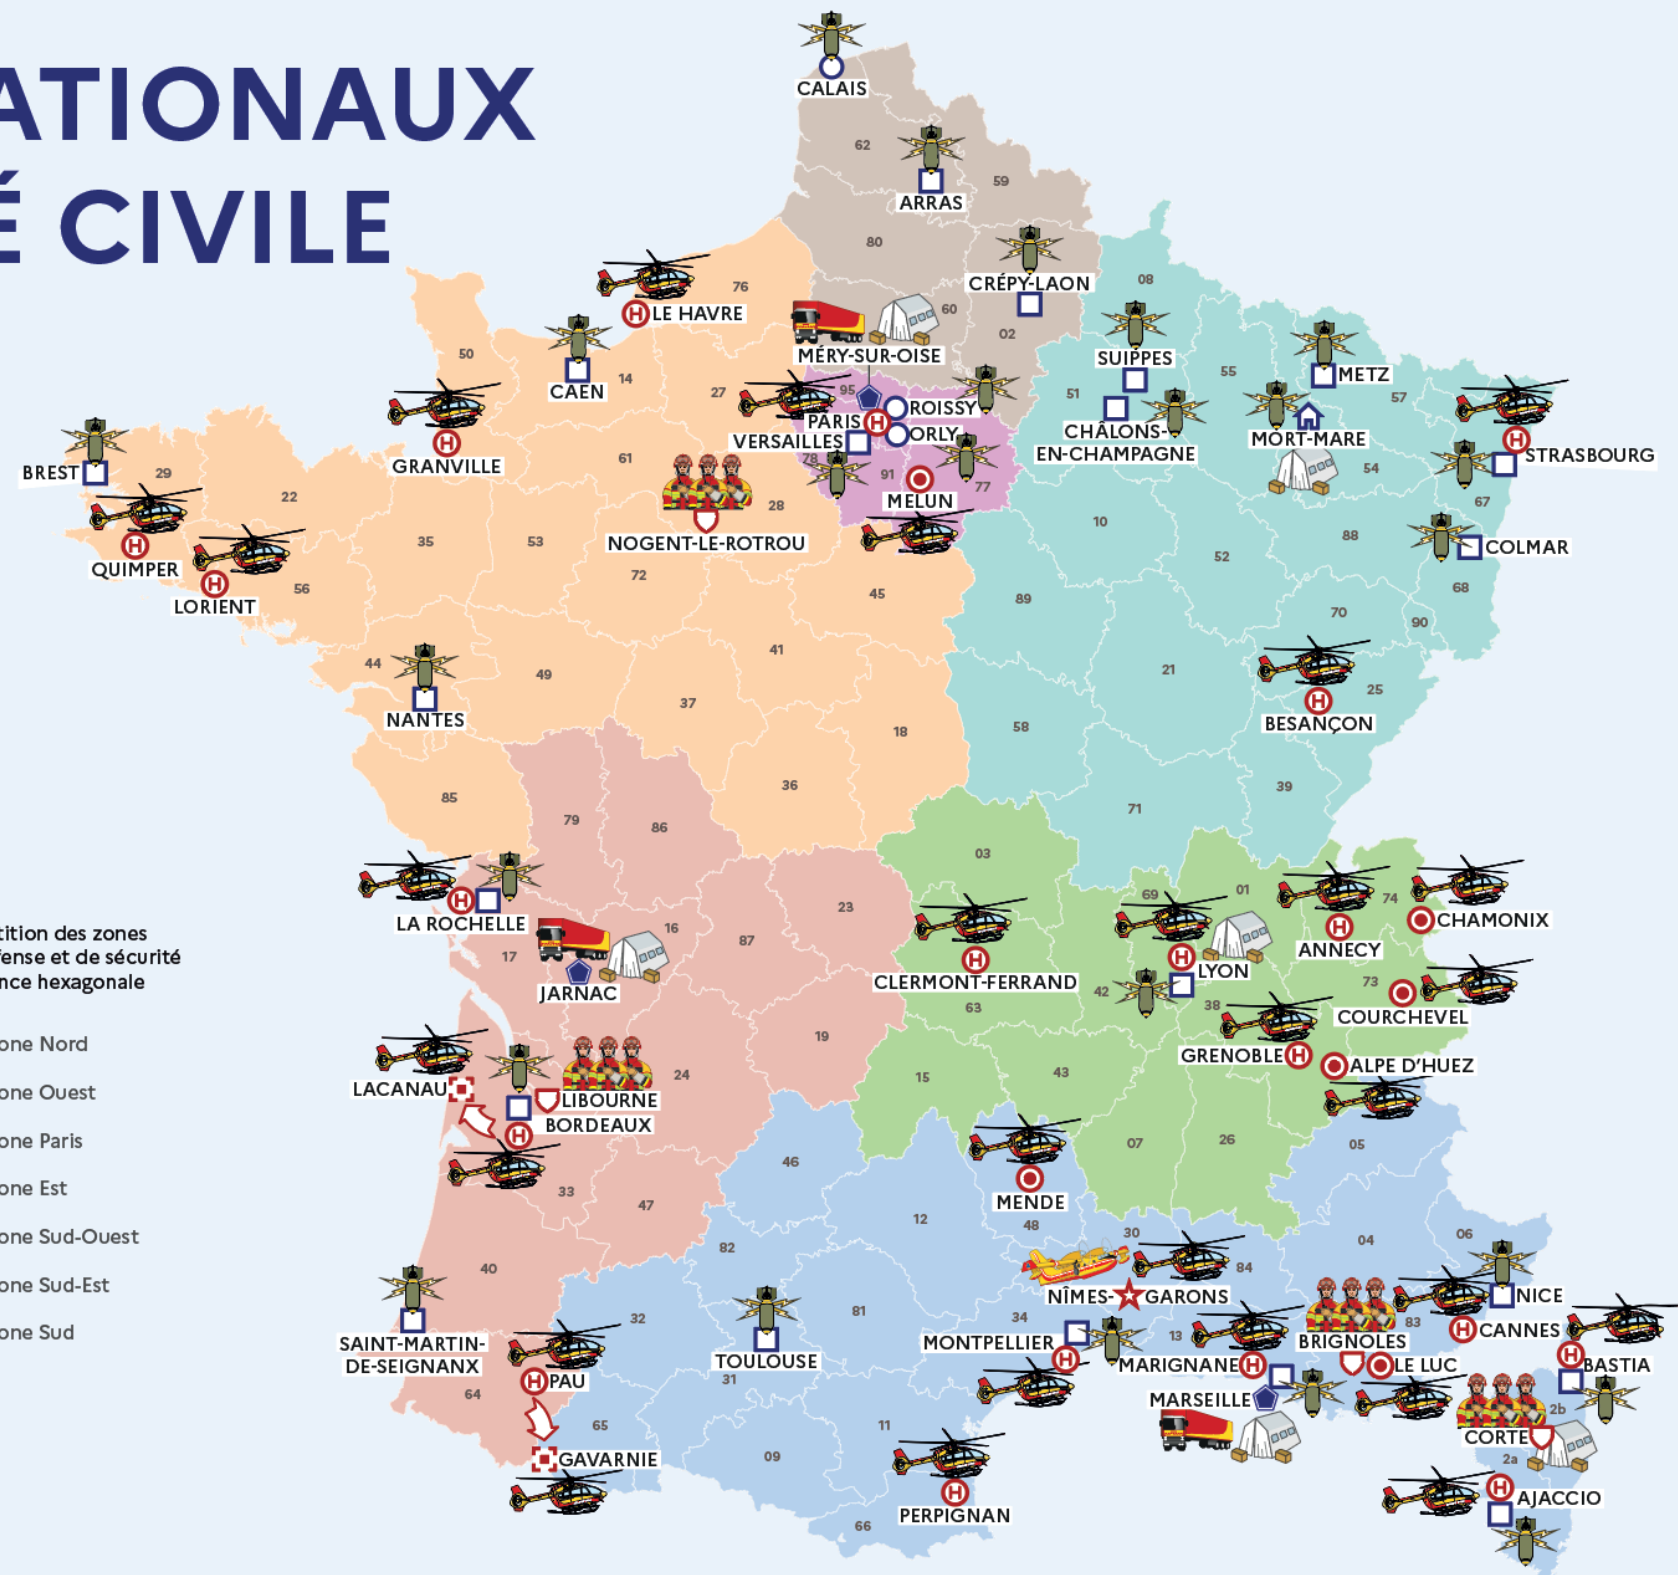 ATIONAUX
É CIVILE
CALAIS
62
59
ARRAS
80
CRÉPY-LAON
60
02
08
76
LE HAVRE
MÉRY-SUR-OISE
50
CAEN
14
27
95
ROISSY
PARIS
ORLY
VERSAILLES
78
91
77
MELUN
SUIPPES
51
CHÂLONS-
EN-CHAMPAGNE
55
METZ
57
MORT-MARE
54
STRASBOURG
67
COLMAR
68
88
10
52
GRANVILLE
61
BREST
29
22
QUIMPER
LORIENT
56
35
53
NOGENT-LE-ROTROU
28
72
45
89
70
90
44
NANTES
49
41
37
18
58
21
25
BESANÇON
85
79
86
36
71
39
03
LA ROCHELLE
17
16
87
23
JARNAC
CLERMONT-FERRAND
63
69
01
LYON
42
38
74
ANNECY
CHAMONIX
73
COURCHEVEL
GRENOBLE
ALPE D'HUEZ
tition des zones
fense et de sécurité
nce hexagonale
one Nord
one Ouest
one Paris
one Est
one Sud-Ouest
one Sud-Est
one Sud
LACANAU
LIBOURNE
BORDEAUX
24
19
15
43
07
26
05
33
47
46
12
MENDE
48
30
NÎMES-
GARONS
84
04
06
NICE
CANNES
83
BRIGNOLES
LE LUC
40
82
32
81
34
13
MONTPELLIER
MARIGNANE
MARSEILLE
SAINT-MARTIN-
DE-SEIGNANX
64
PAU
GAVARNIE
65
TOULOUSE
31
09
11
PERPIGNAN
66
BASTIA
2b
CORTE
2a
AJACCIO